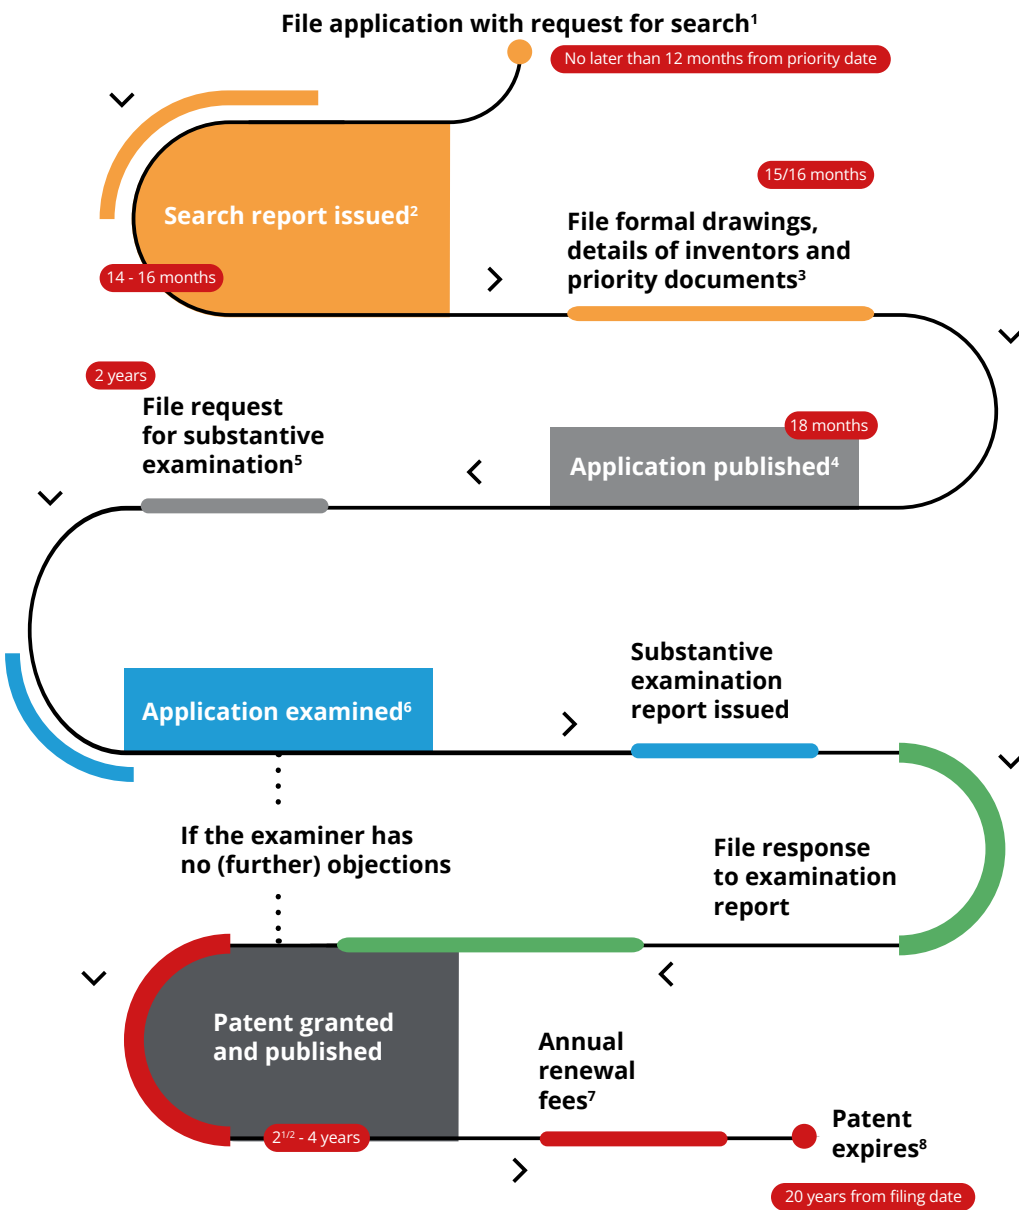 File application with request for search¹
No later than 12 months from priority date
Search report issued²
14 - 16 months
15/16 months
File formal drawings,
details of inventors and
priority documents³
18 months
Application published⁴
2 years
File request
for substantive
examination⁵
Application examined⁶
Substantive
examination
report issued
If the examiner has
no (further) objections
File response
to examination
report
Patent granted
and published
2¹ᐟ² - 4 years
Annual
renewal
fees⁷
Patent
expires⁸
20 years from filing date